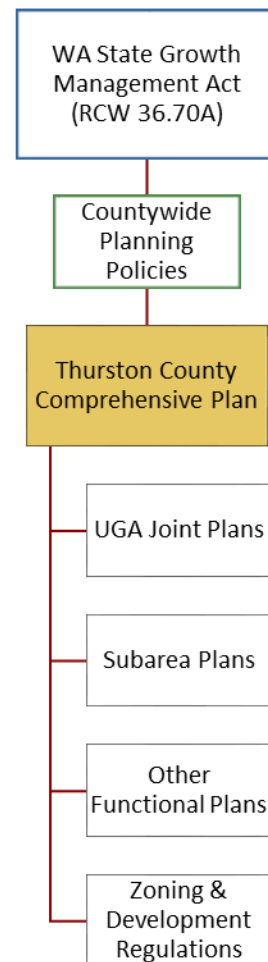 WA State Growth
Management Act
(RCW 36.70A)
Countywide
Planning
Policies
Thurston County
Comprehensive Plan
UGA Joint Plans
Subarea Plans
Other
Functional Plans
Zoning &
Development
Regulations